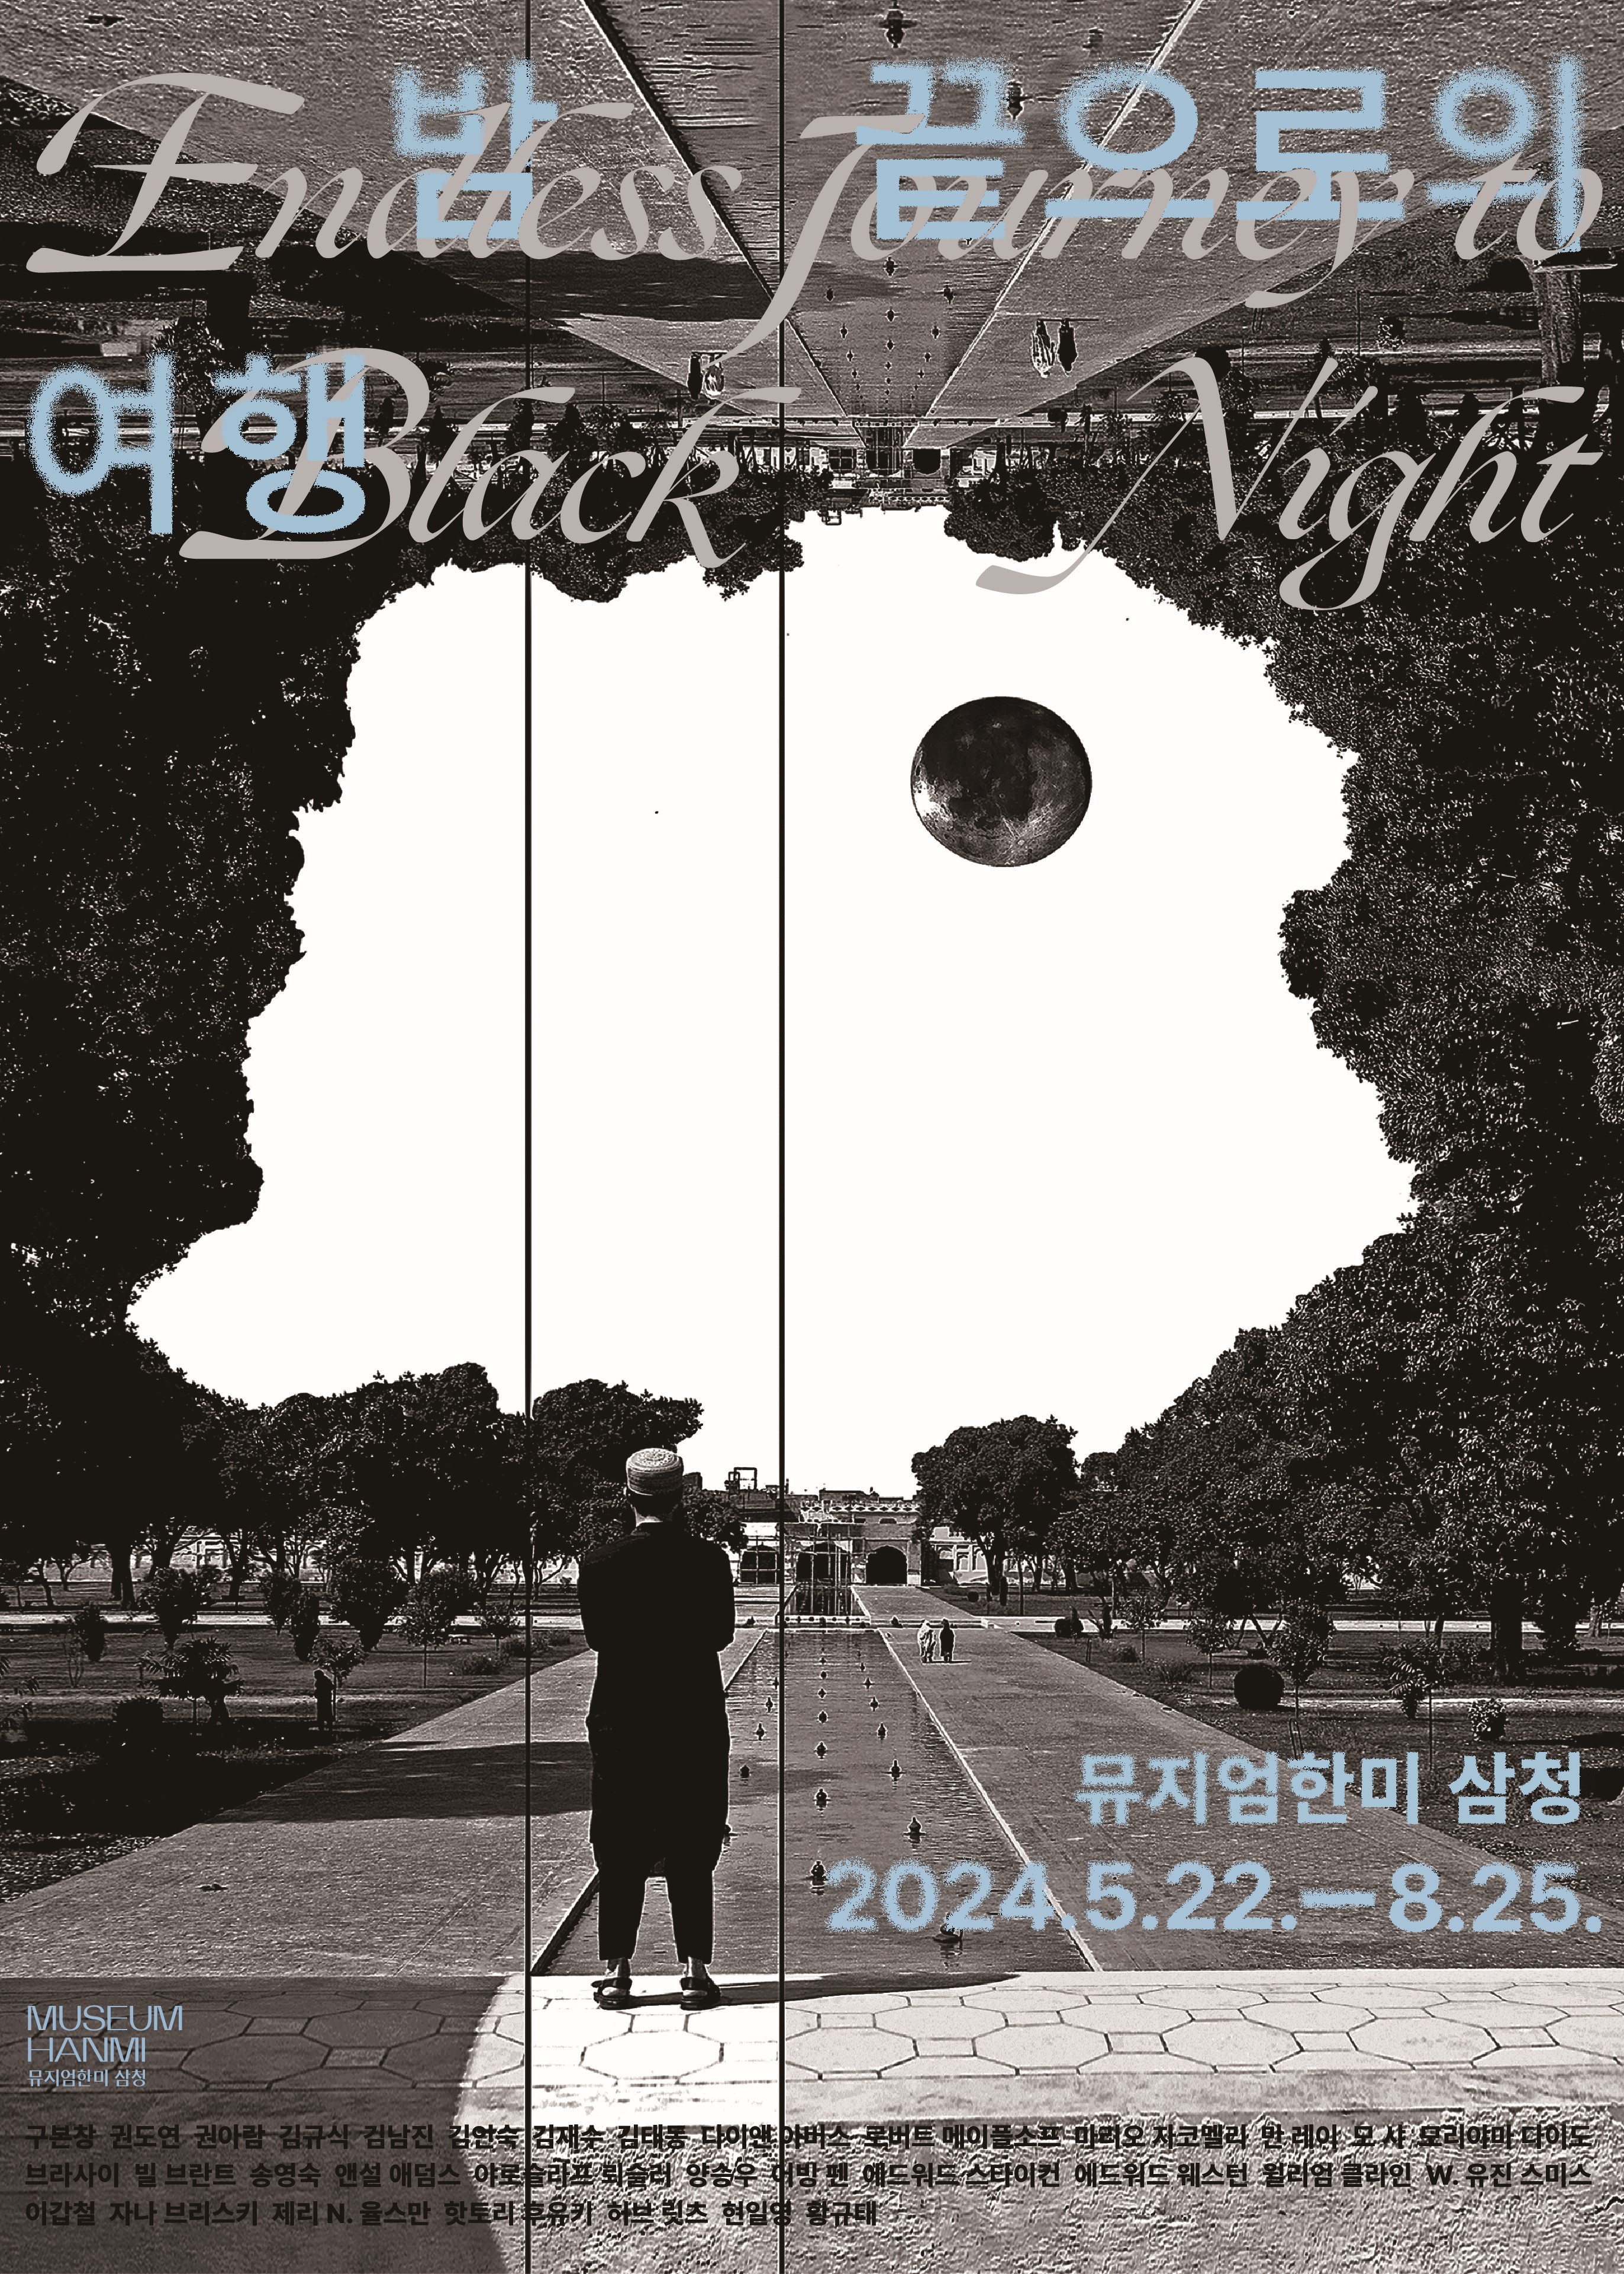 밤 끝으로의
여행
Endless Journey to
Black Night
뮤지엄한미 삼청
2024.5.22.—8.25.
MUSEUM
HANMI
뮤지엄한미 삼청
구본창 권도연 권아람 김규식 김남진 김언숙 김재수 김태동 다이앤 아버스 로버트 메이플소프 마리오 자코멜리 만 레이 모 샤 모리야마 다이도
브라사이 빌 브란트 송영숙 앤설 애덤스 야로슬라프 뢰슬러 양승우 어빙 펜 에드워드 스타이컨 에드워드 웨스턴 윌리엄 클라인 W. 유진 스미스
이갑철 자나 브리스키 제리 N. 율스만 핫토리 후유키 허브 릿츠 현일영 황규태